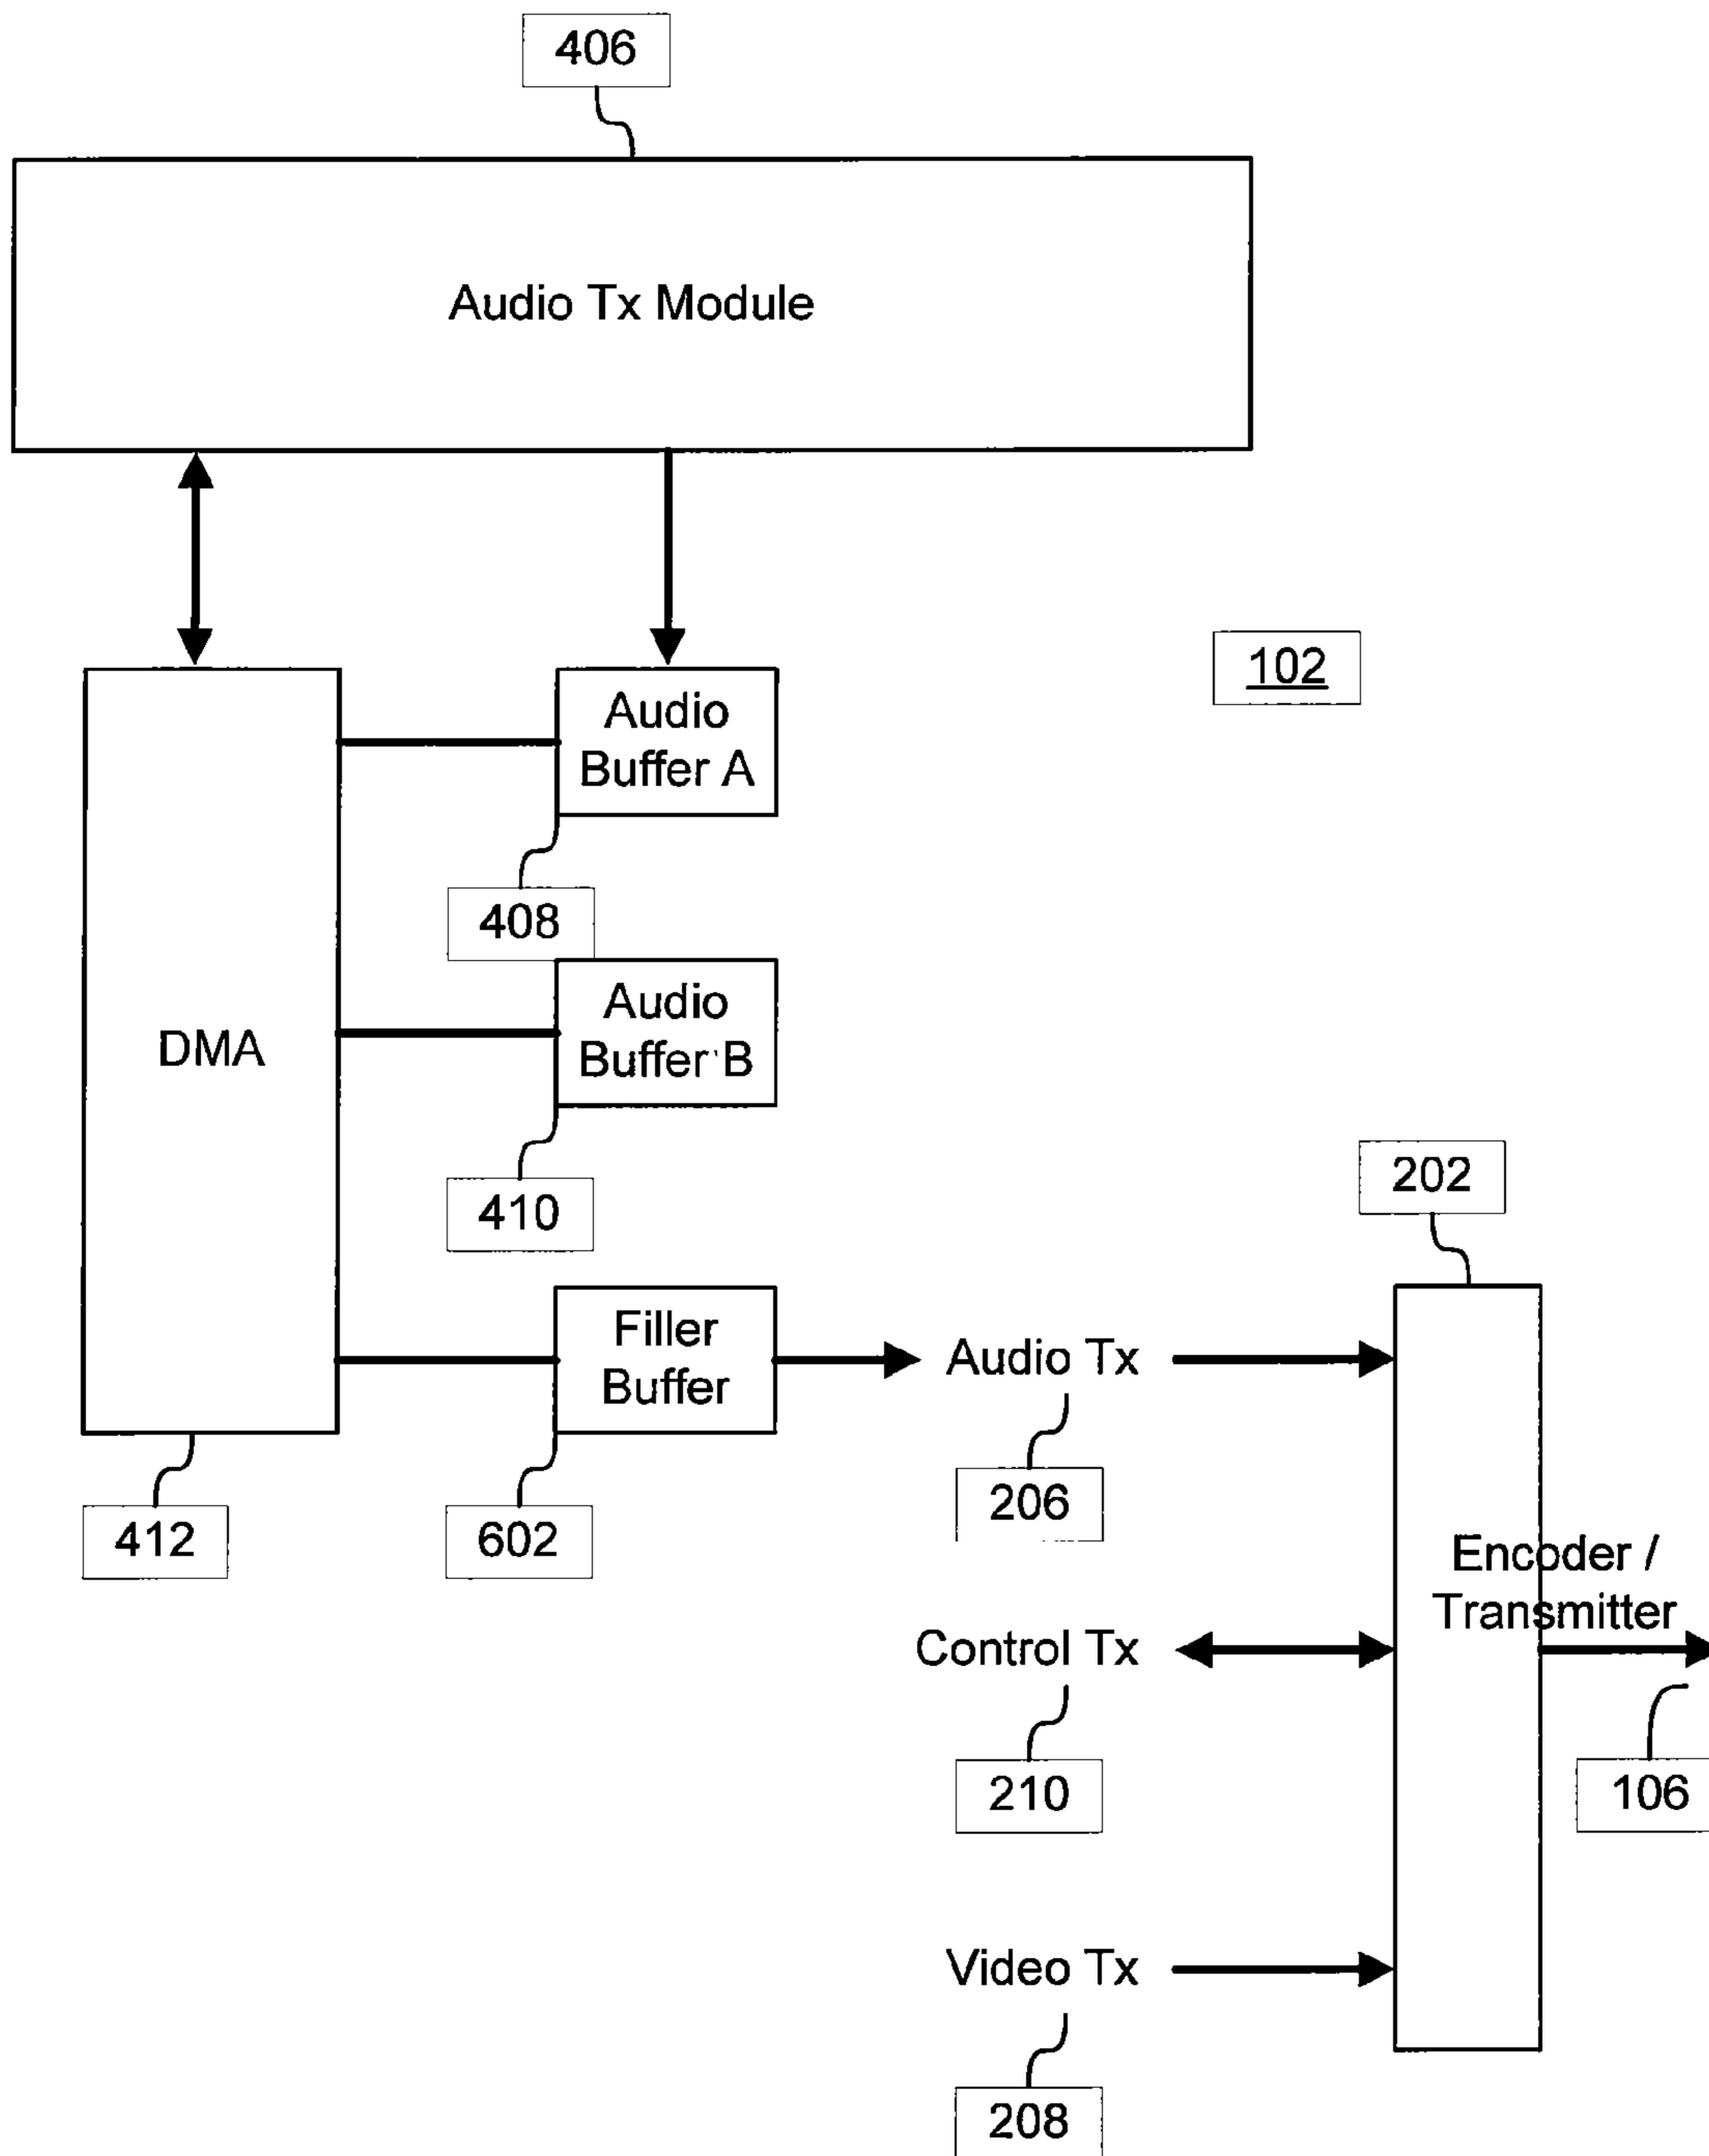 406
Audio Tx Module
102
Audio
Buffer A
408
Audio
Buffer B
DMA
410
202
Filler
Buffer
Audio Tx
412
602
206
Encoder /
Transmitter
Control Tx
210
106
Video Tx
208